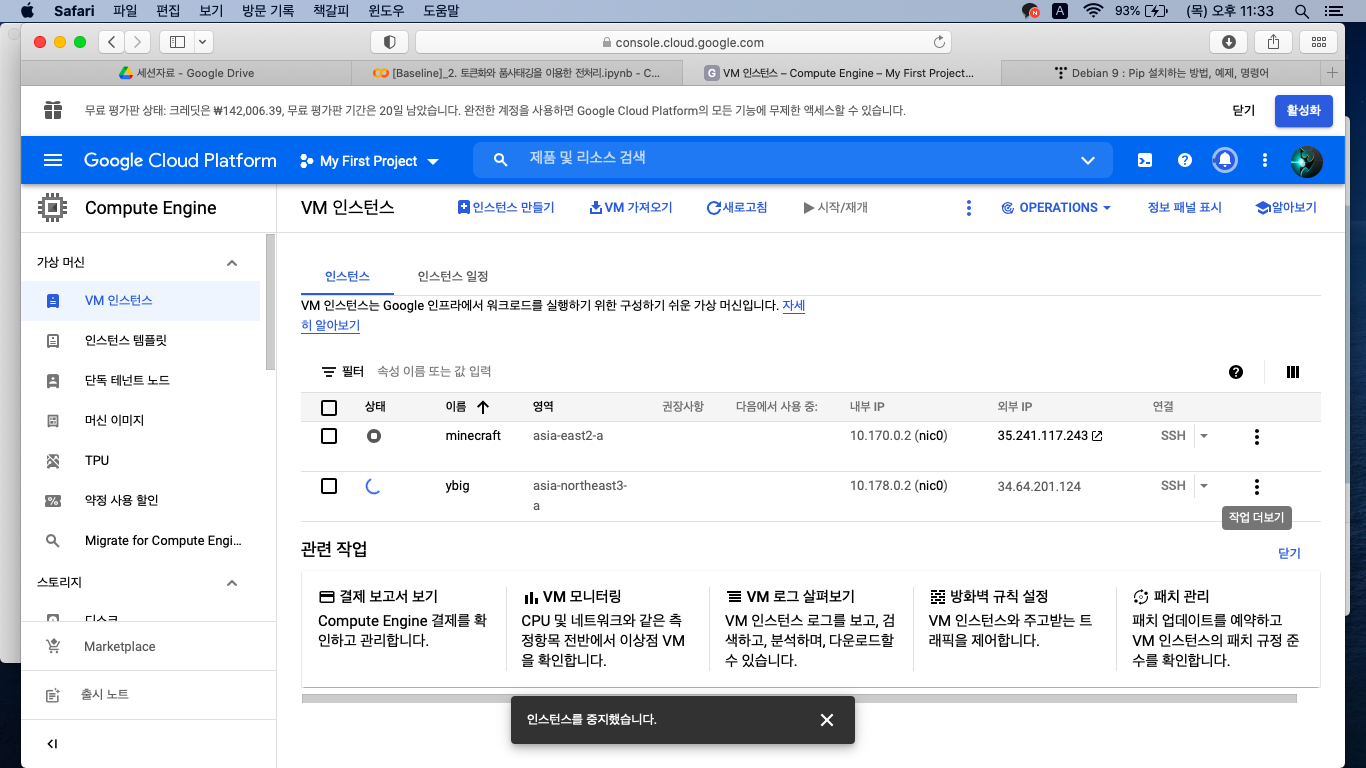 Safari 파일 편집 보기 방문 기록 책갈피 윈도우 도움말
A 93% (목) 오후 11:33
console.cloud.google.com
세션자료 - Google Drive
[Baseline]_2. 토큰화와 품사태깅을 이용한 전처리.ipynb - C...
G VM 인스턴스 – Compute Engine – My First Project...
Debian 9 : Pip 설치하는 방법, 예제, 명령어
무료 평가판 상태: 크레딧은 ₩142,006.39, 무료 평가판 기간은 20일 남았습니다. 완전한 계정을 사용하면 Google Cloud Platform의 모든 기능에 무제한 액세스할 수 있습니다.
닫기
활성화
Google Cloud Platform
My First Project
제품 및 리소스 검색
Compute Engine
VM 인스턴스
인스턴스 만들기
VM 가져오기
새로고침
시작/재개
OPERATIONS
정보 패널 표시
알아보기
가상 머신
VM 인스턴스
인스턴스 템플릿
단독 테넌트 노드
머신 이미지
TPU
약정 사용 할인
Migrate for Compute Engi...
스토리지
디스크
Marketplace
출시 노트
인스턴스
인스턴스 일정
VM 인스턴스는 Google 인프라에서 워크로드를 실행하기 위한 구성하기 쉬운 가상 머신입니다. 자세
히 알아보기
필터 속성 이름 또는 값 입력
상태 이름 영역 권장사항 다음에서 사용 중: 내부 IP 외부 IP 연결
minecraft asia-east2-a 10.170.0.2 (nic0) 35.241.117.243 SSH
ybig asia-northeast3- 10.178.0.2 (nic0) 34.64.201.124 SSH
a
작업 더보기
관련 작업
닫기
결제 보고서 보기
Compute Engine 결제를 확
인하고 관리합니다.
VM 모니터링
CPU 및 네트워크와 같은 측
정항목 전반에서 이상점 VM
을 확인합니다.
VM 로그 살펴보기
VM 인스턴스 로그를 보고, 검
색하고, 분석하며, 다운로드할
수 있습니다.
방화벽 규칙 설정
VM 인스턴스와 주고받는 트
래픽을 제어합니다.
패치 관리
패치 업데이트를 예약하고
VM 인스턴스의 패치 규정 준
수를 확인합니다.
인스턴스를 중지했습니다.